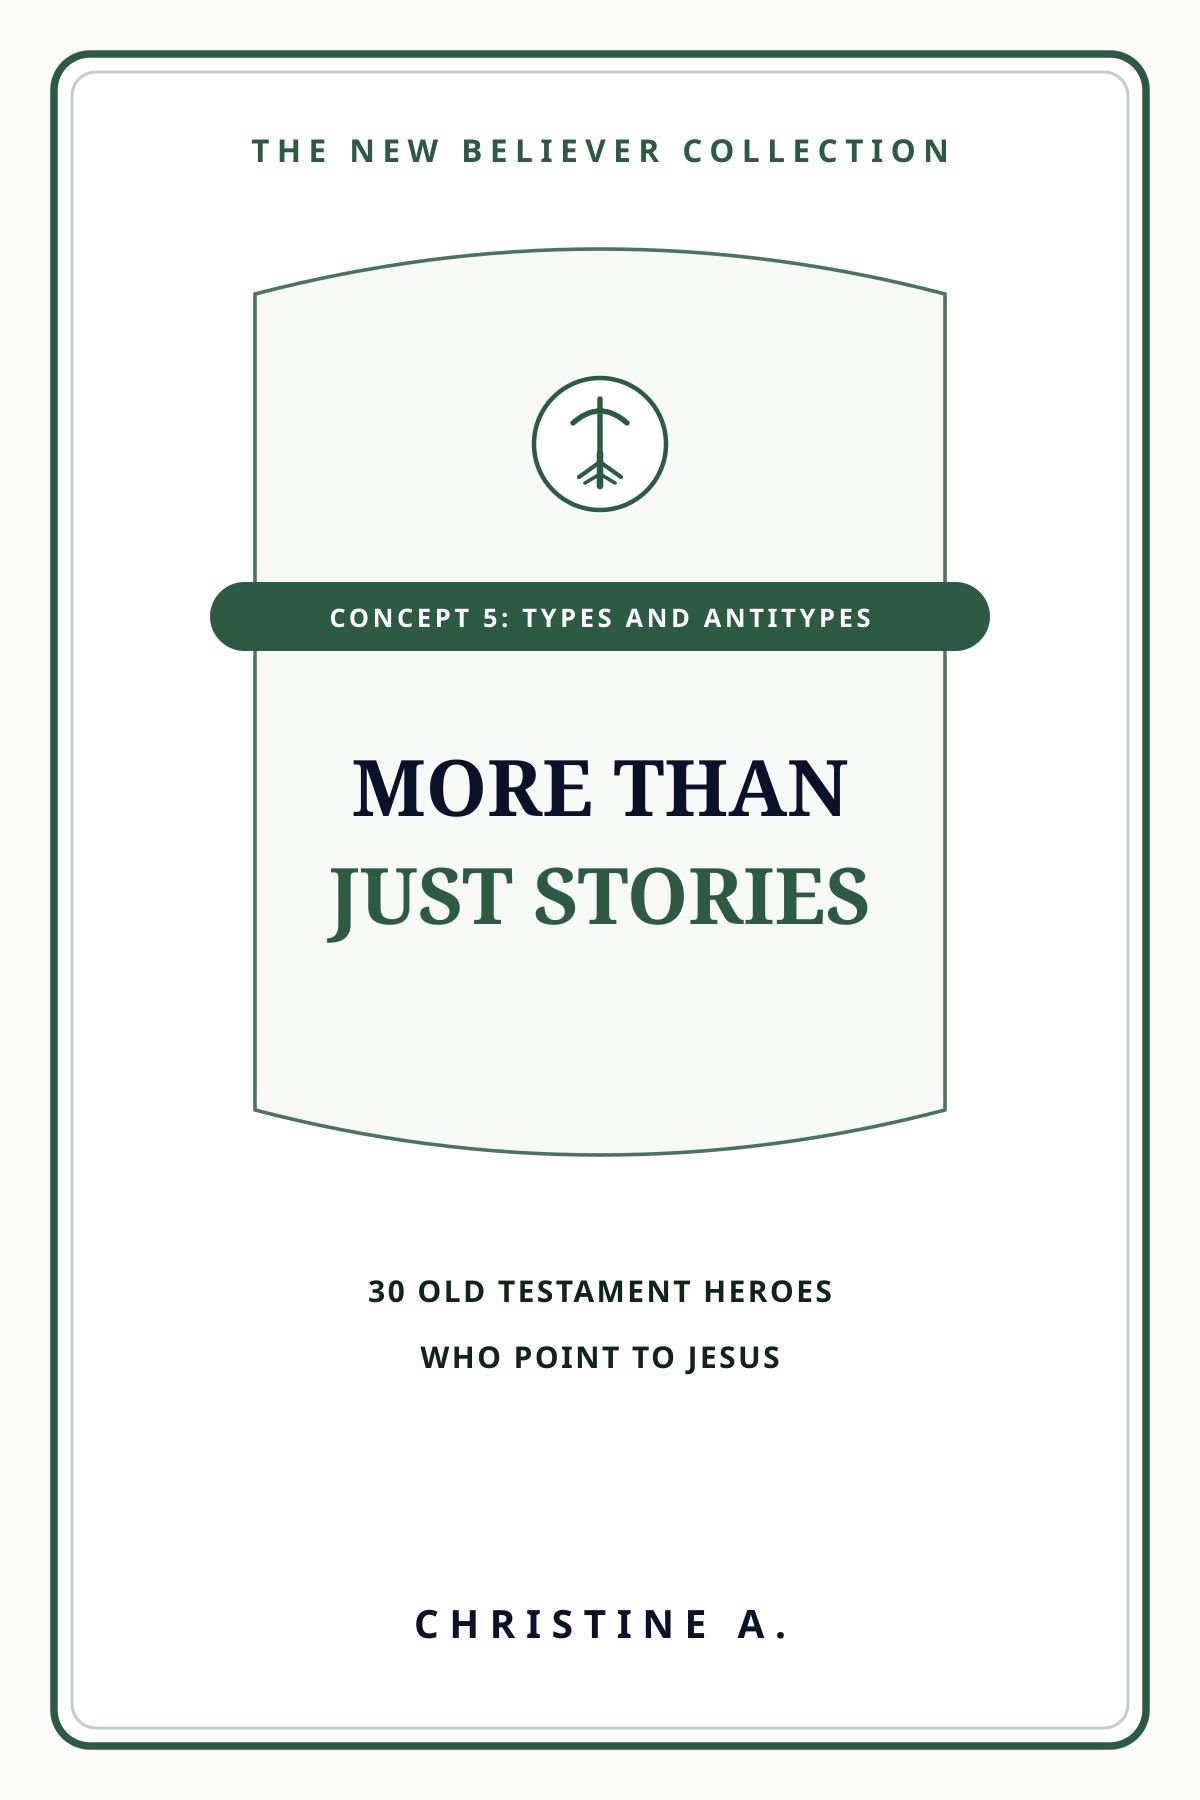 THE NEW BELIEVER COLLECTION
CONCEPT 5: TYPES AND ANTITYPES
MORE THAN
JUST STORIES
30 OLD TESTAMENT HEROES
WHO POINT TO JESUS
CHRISTINE A.